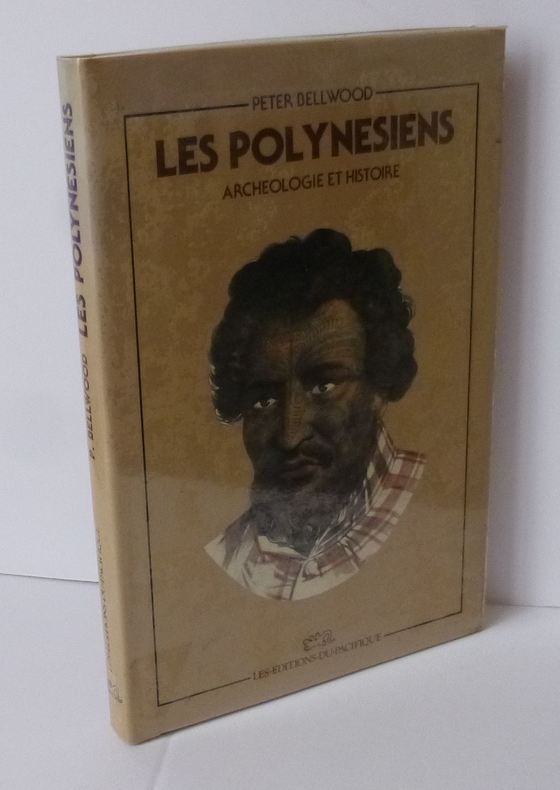 PETER BELLWOOD
LES POLYNESIENS
ARCHEOLOGIE ET HISTOIRE
LES·EDITIONS·DU·PACIFIQUE
P. BELLWOOD LES POLYNESIENS